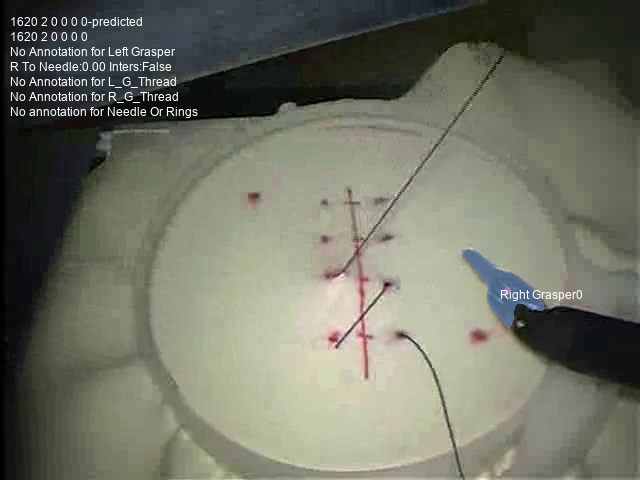 1620 2 0 0 0 0-predicted
1620 2 0 0 0 0
No Annotation for Left Grasper
R To Needle:0.00 Inters:False
No Annotation for L_G_Thread
No Annotation for R_G_Thread
No annotation for Needle Or Rings
Right Grasper0